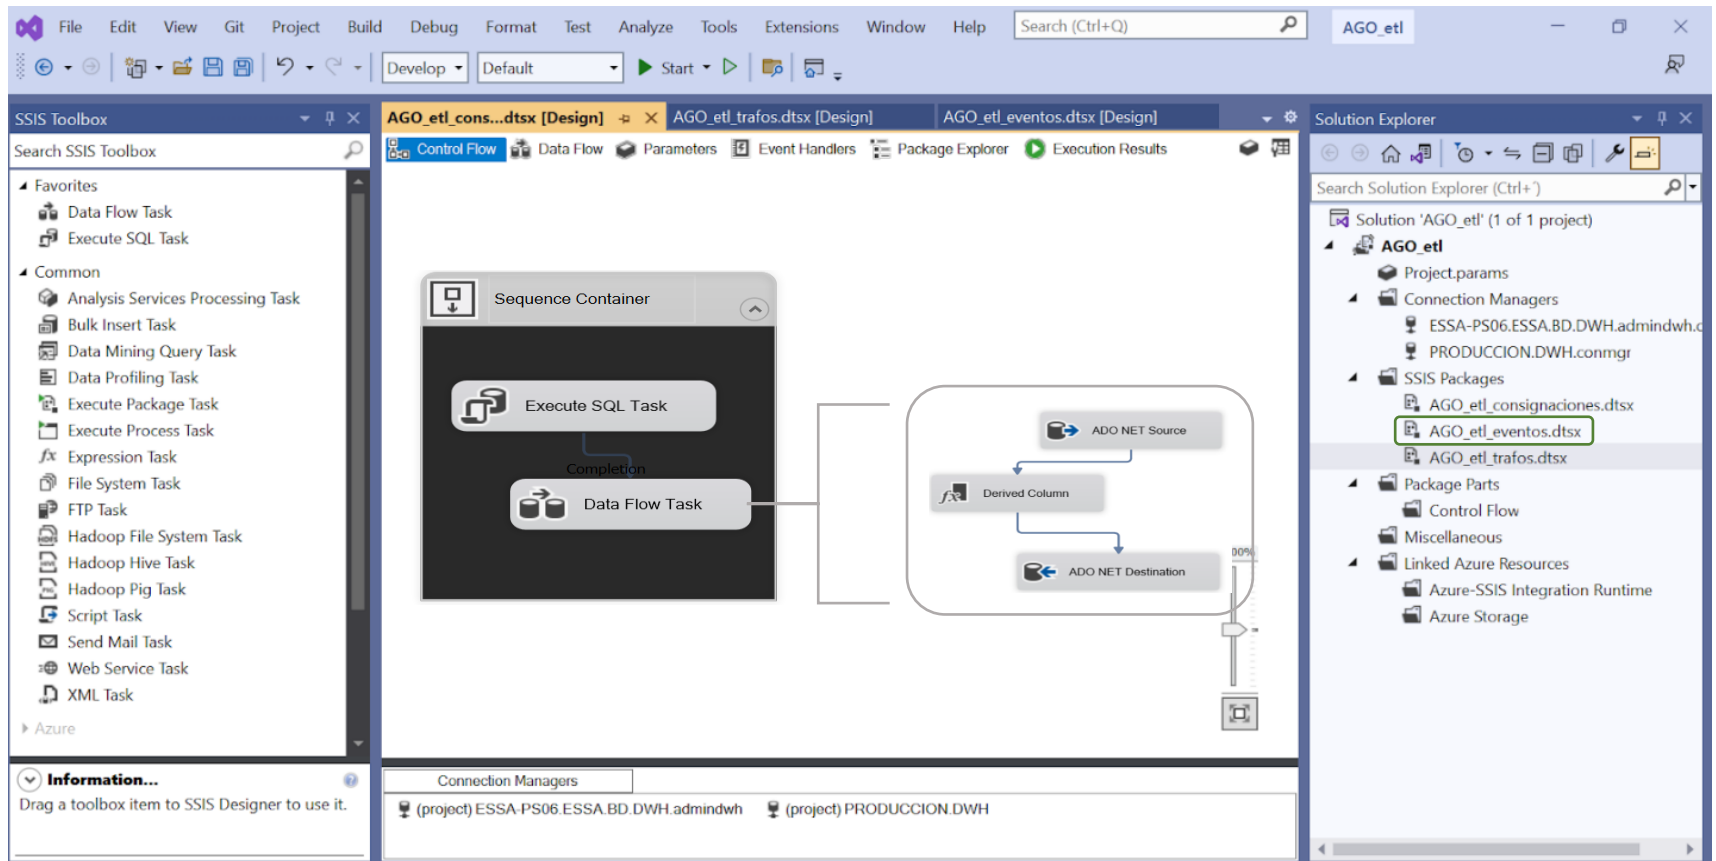 File Edit View Git Project Build Debug Format Test Analyze Tools Extensions Window Help Search (Ctrl+Q) AGO_etl
Develop Default Start
SSIS Toolbox
Search SSIS Toolbox
Favorites
Data Flow Task
Execute SQL Task
Common
Analysis Services Processing Task
Bulk Insert Task
Data Mining Query Task
Data Profiling Task
Execute Package Task
Execute Process Task
Expression Task
File System Task
FTP Task
Hadoop File System Task
Hadoop Hive Task
Hadoop Pig Task
Script Task
Send Mail Task
Web Service Task
XML Task
Azure
Information...
Drag a toolbox item to SSIS Designer to use it.
AGO_etl_cons...dtsx [Design] AGO_etl_trafos.dtsx [Design] AGO_etl_eventos.dtsx [Design]
Control Flow Data Flow Parameters Event Handlers Package Explorer Execution Results
Sequence Container
Execute SQL Task
Completion
Data Flow Task
ADO NET Source
Derived Column
ADO NET Destination
00%
Connection Managers
(project) ESSA-PS06.ESSA.BD.DWH.admindwh (project) PRODUCCION.DWH
Solution Explorer
Search Solution Explorer (Ctrl+´)
Solution 'AGO_etl' (1 of 1 project)
AGO_etl
Project.params
Connection Managers
ESSA-PS06.ESSA.BD.DWH.admindwh.c
PRODUCCION.DWH.conmgr
SSIS Packages
AGO_etl_consignaciones.dtsx
AGO_etl_eventos.dtsx
AGO_etl_trafos.dtsx
Package Parts
Control Flow
Miscellaneous
Linked Azure Resources
Azure-SSIS Integration Runtime
Azure Storage